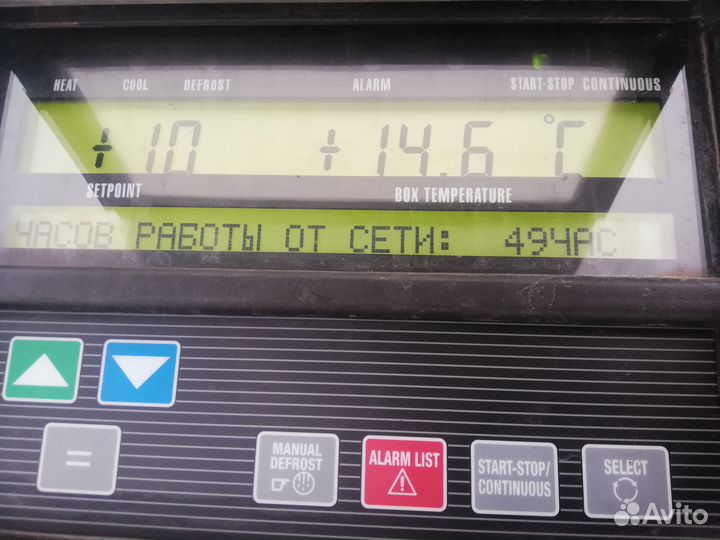 HEAT COOL DEFROST ALARM START-STOP CONTINUOUS
+10 +14.6 °C
SETPOINT BOX TEMPERATURE
ЧАСОВ РАБОТЫ ОТ СЕТИ: 49ЧАС
=
MANUAL DEFROST
ALARM LIST
START-STOP/ CONTINUOUS
SELECT
Avito